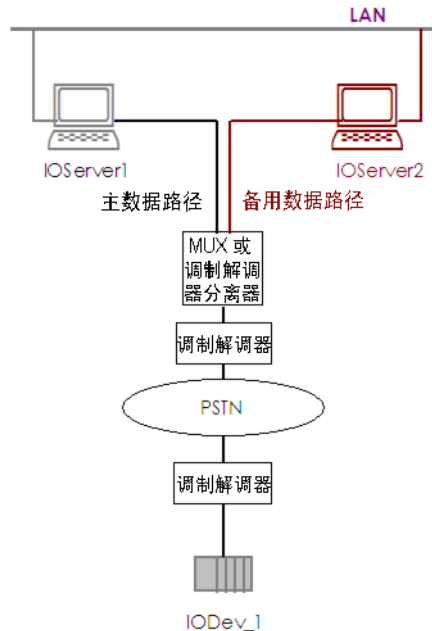 LAN
IOServer1
IOServer2
主数据路径
备用数据路径
MUX 或
调制解调
器分离器
调制解调器
PSTN
调制解调器
IODev_1